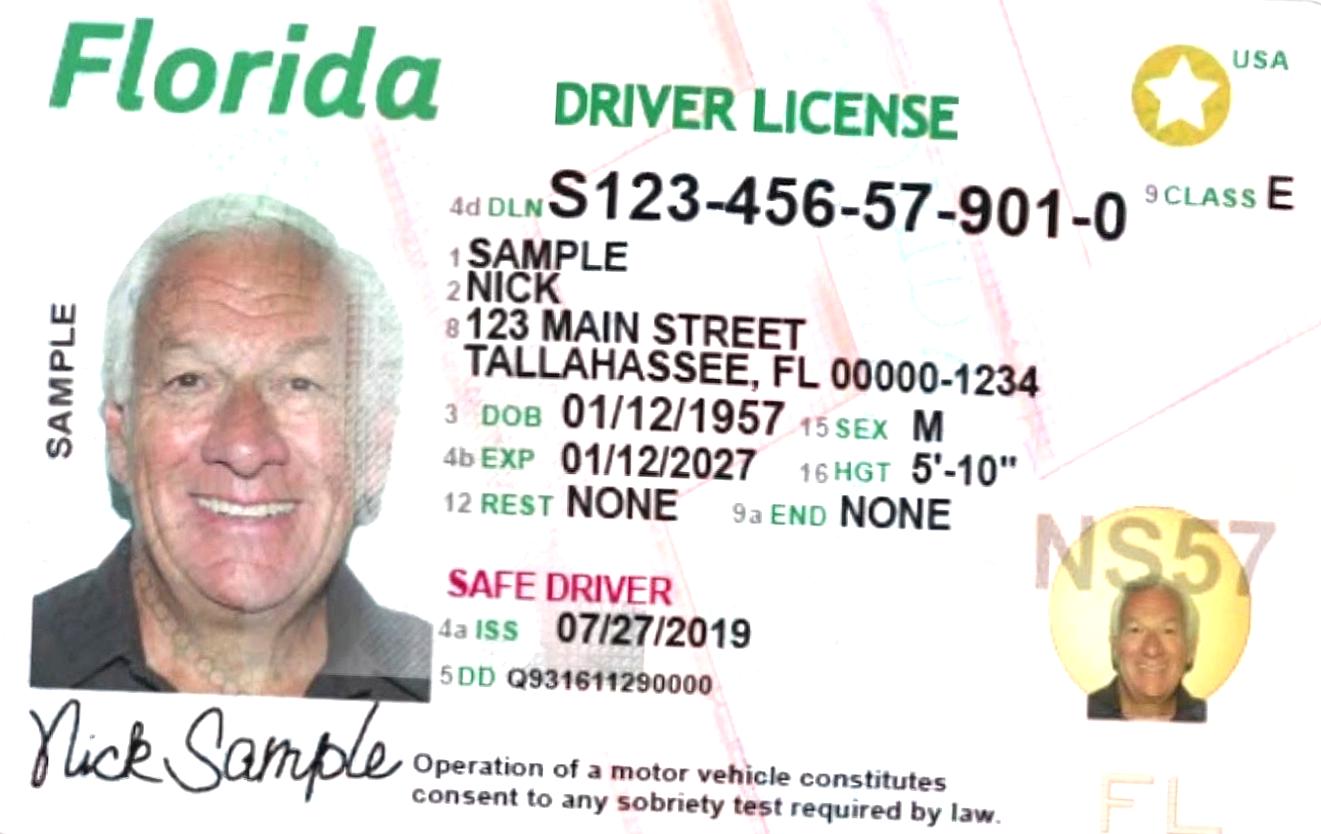 Florida
DRIVER LICENSE
USA
4d DLN S123-456-57-901-0
9 CLASS E
1 SAMPLE
2 NICK
8 123 MAIN STREET
TALLAHASSEE, FL 00000-1234
3 DOB 01/12/1957 15 SEX M
4b EXP 01/12/2027 16 HGT 5'-10"
12 REST NONE 9a END NONE
SAMPLE
NS57
SAFE DRIVER
4a ISS 07/27/2019
5 DD Q931611290000
Nick Sample
Operation of a motor vehicle constitutes
consent to any sobriety test required by law.
FL